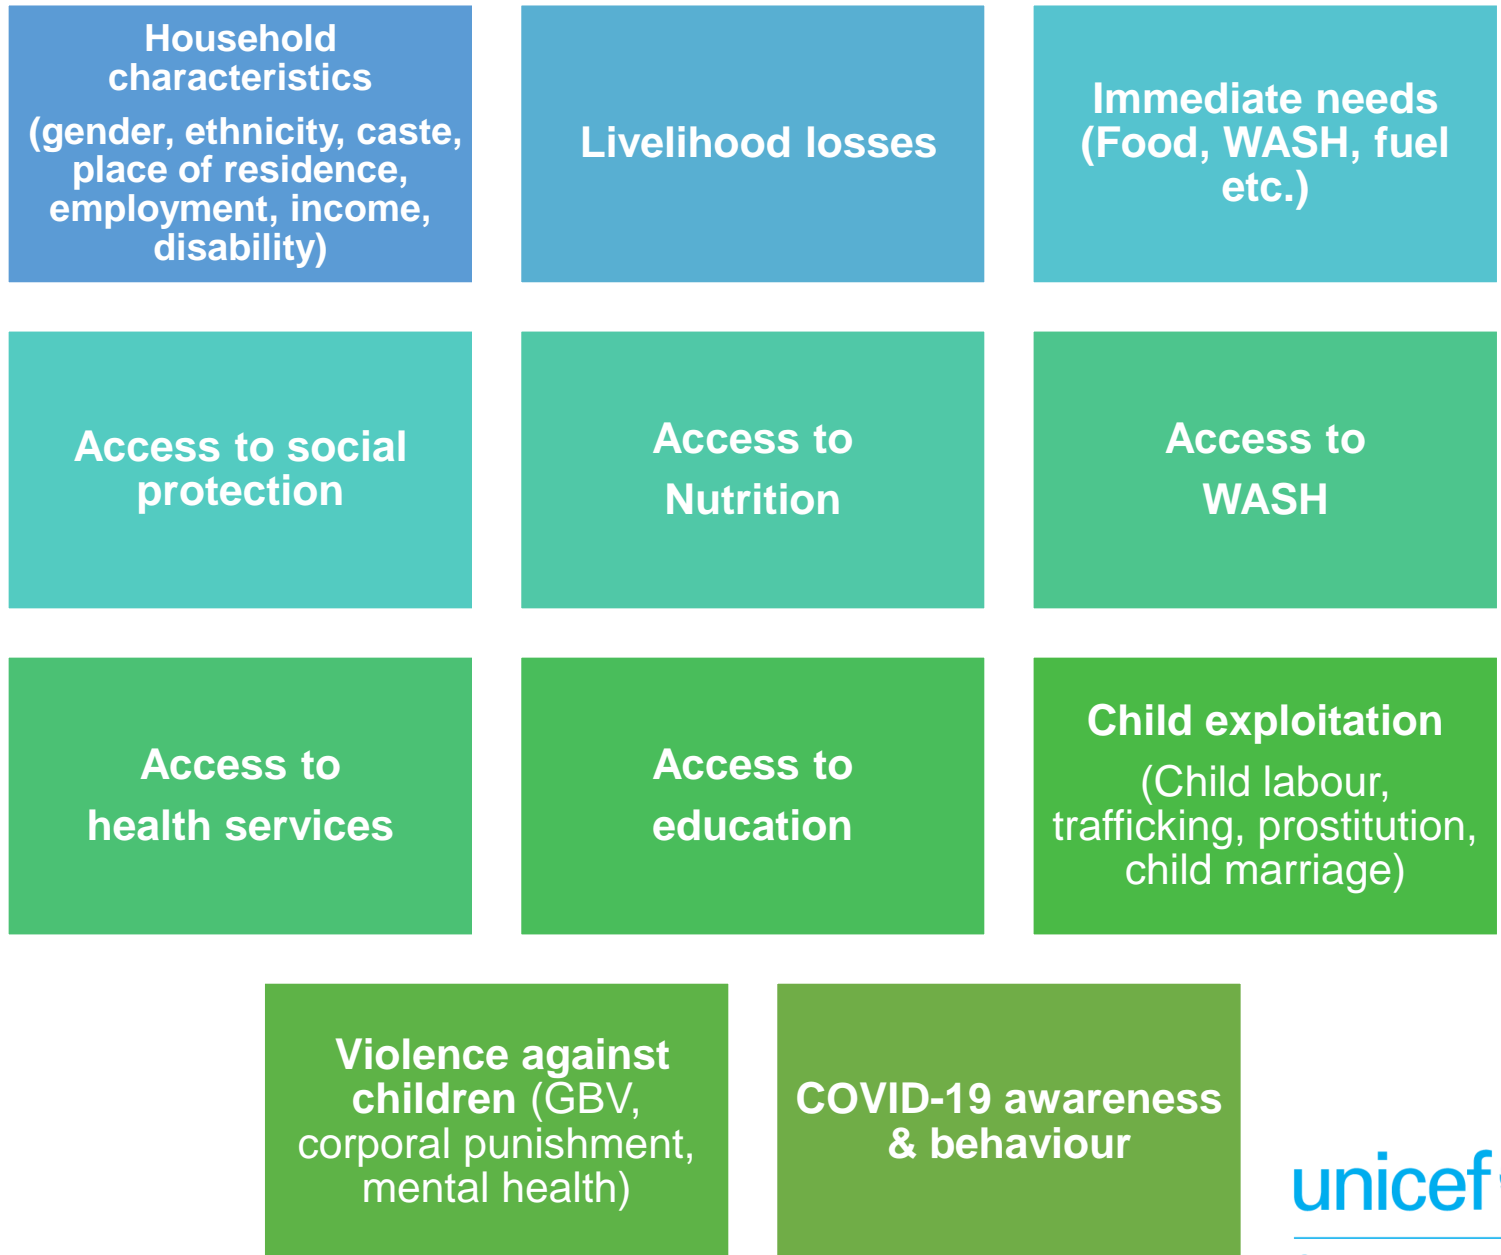 Household
characteristics
(gender, ethnicity, caste,
place of residence,
employment, income,
disability)
Livelihood losses
Immediate needs
(Food, WASH, fuel
etc.)
Access to social
protection
Access to
Nutrition
Access to
WASH
Access to
health services
Access to
education
Child exploitation
(Child labour,
trafficking, prostitution,
child marriage)
Violence against
children (GBV,
corporal punishment,
mental health)
COVID-19 awareness
& behaviour
unicef